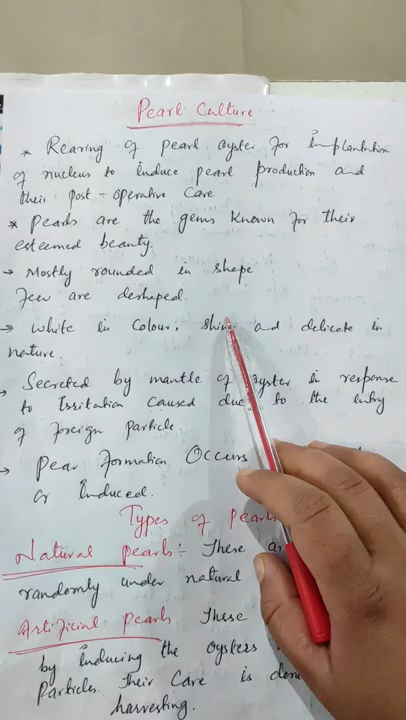 Pearl Culture
* Rearing of pearl oyster for implantation
of nucleus to induce pearl production and
their post-operative care
* Pearls are the gems known for their
esteemed beauty.
→ Mostly rounded in shape
Few are deshaped.
→ White in colour, and delicate in
nature.
→ Secreted by mantle of oyster in response
to Irritation caused due to the entry
of foreign particle.
→ Pear formation Occurs
or Induced.
Types of pearls
Natural pearls:- These
randomly under natural
Artificial pearls These
by inducing the oysters
Particles. Their Care is done
harvesting.